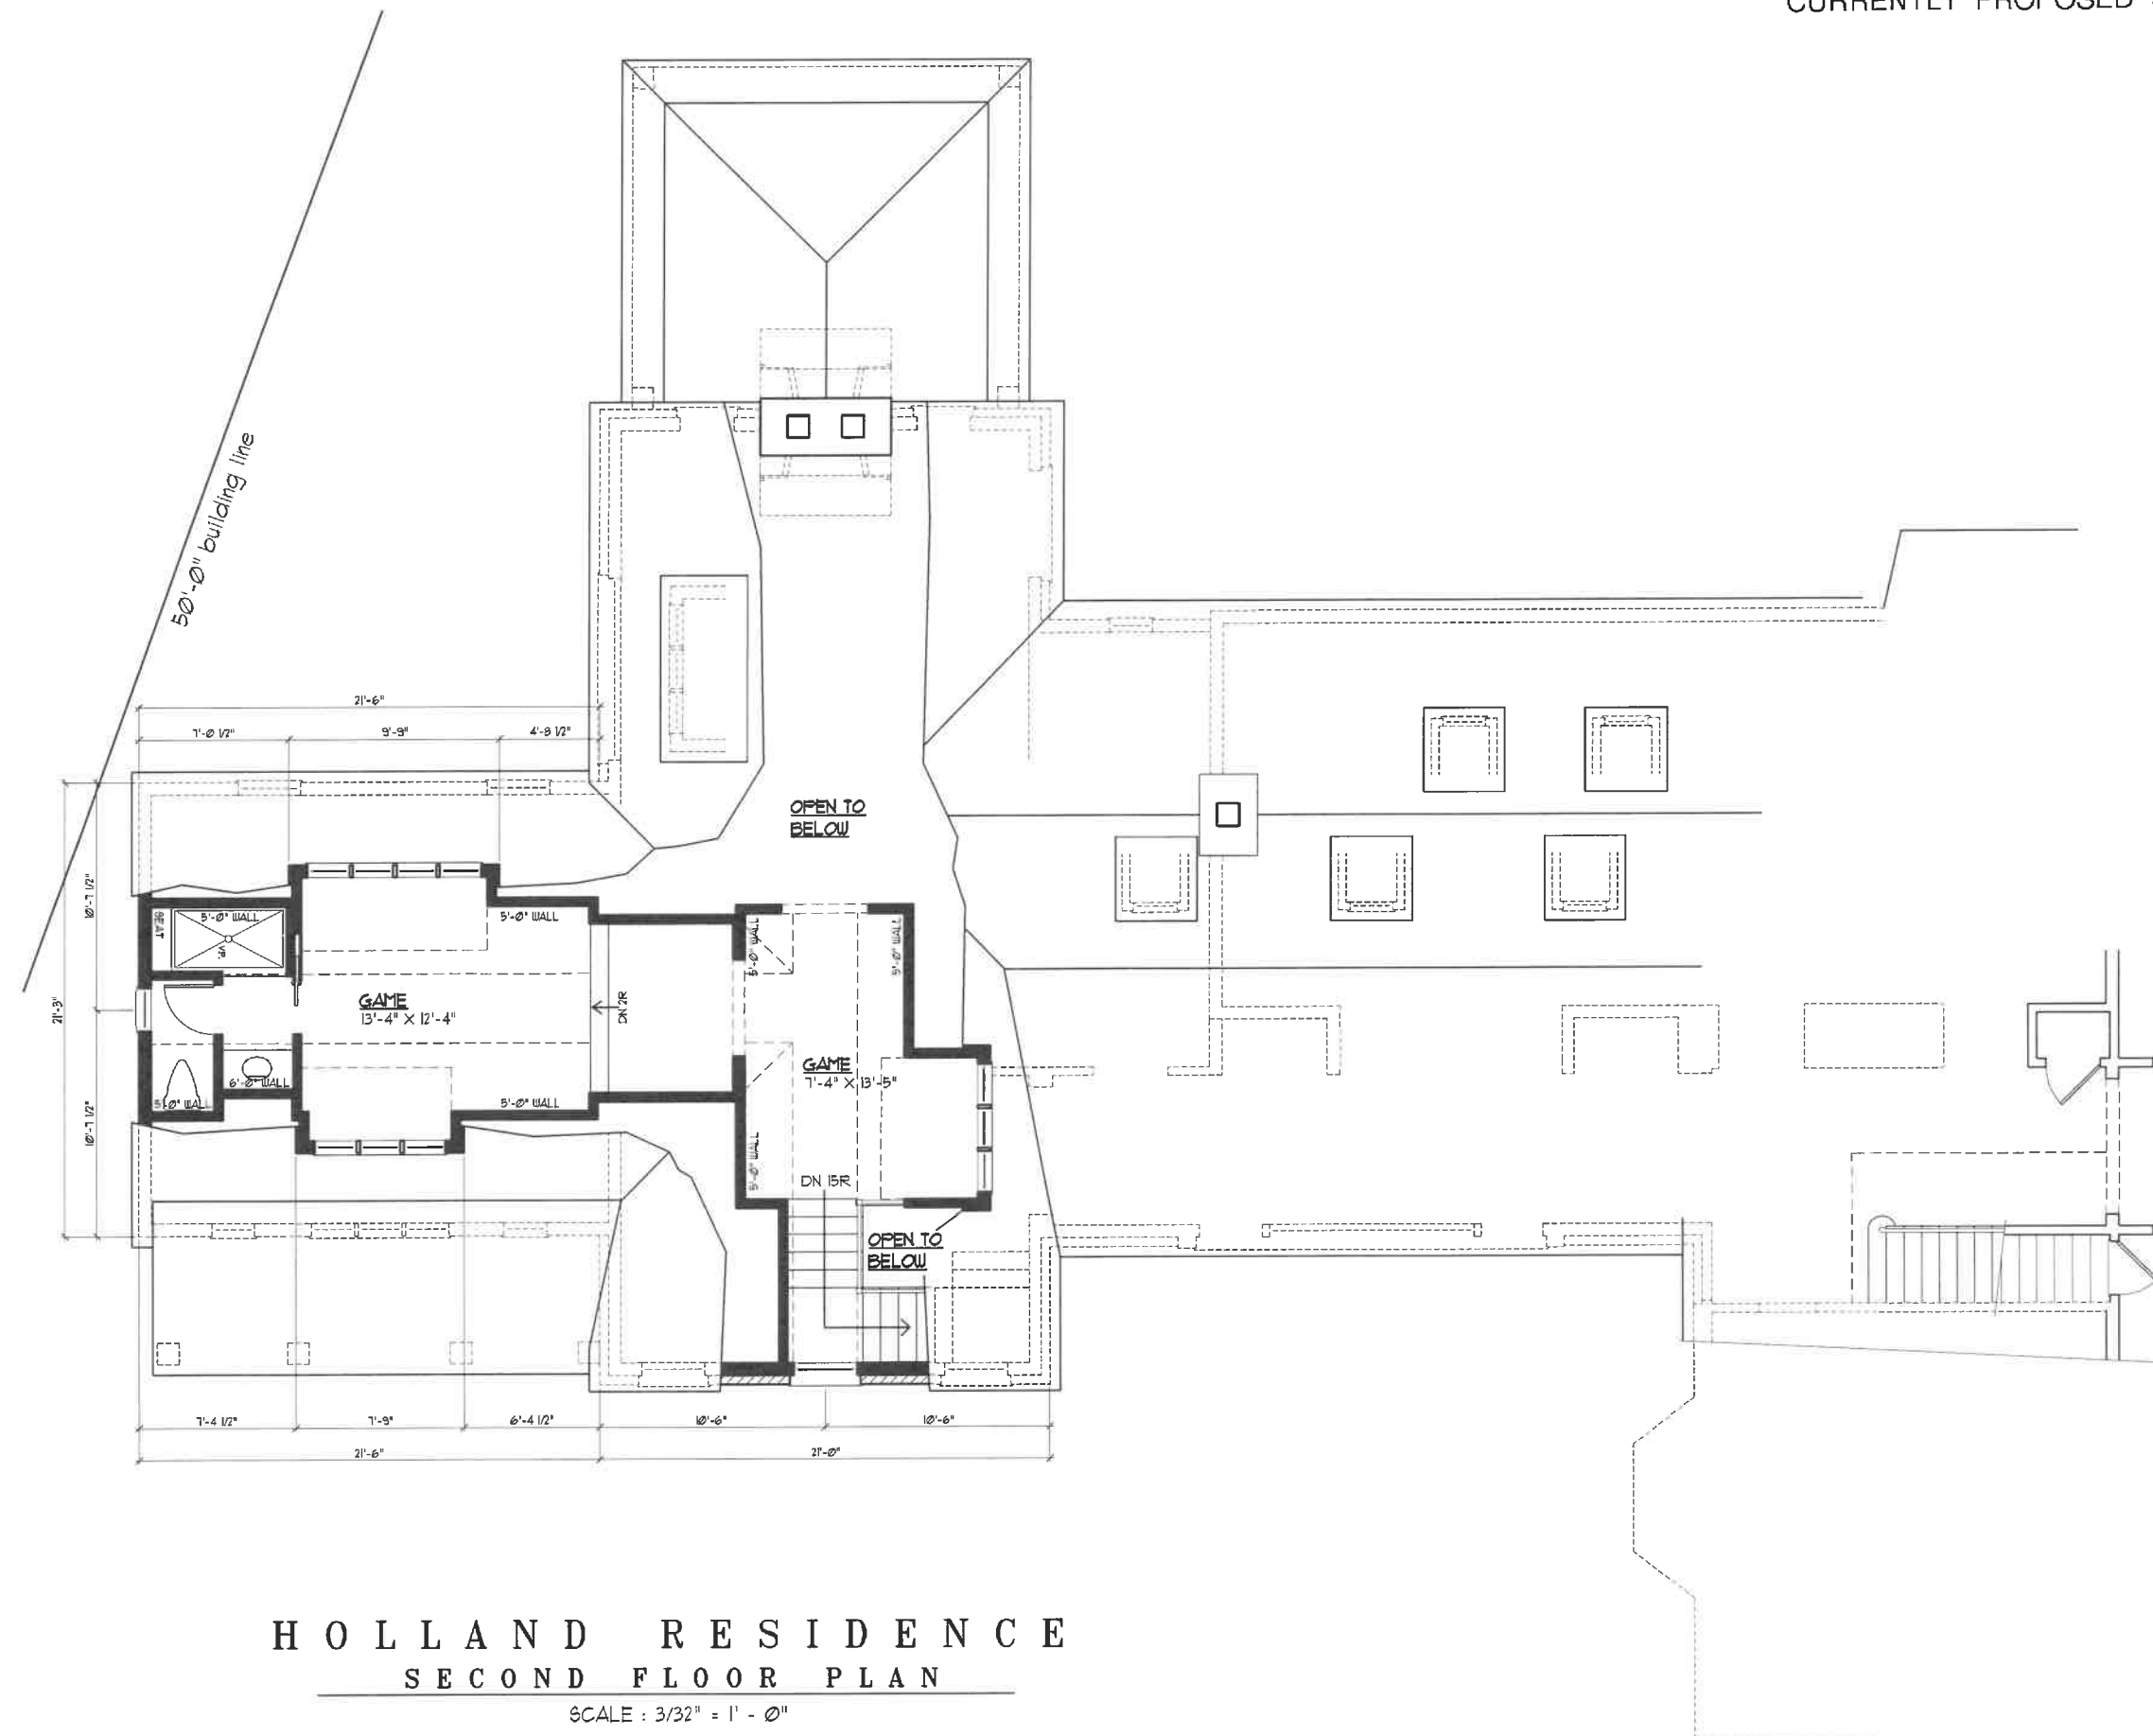 CURRENTLY PROPOSED
50'-0" building line
21'-6"
7'-0 1/2"
9'-9"
4'-8 1/2"
OPEN TO
BELOW
10'-7 1/2"
21'-3"
10'-7 1/2"
SEAT
5'-0" WALL
VP.
5'-0" WALL
5'-0" WALL
5'-0" WALL
GAME
13'-4" X 12'-4"
DN 2R
GAME
7'-4" X 13'-5"
6'-0" WALL
5'-0" WALL
5'-0" WALL
5'-0" WALL
DN 15R
OPEN TO
BELOW
7'-4 1/2"
7'-9"
6'-4 1/2"
10'-6"
10'-6"
21'-6"
21'-0"
HOLLAND RESIDENCE
SECOND FLOOR PLAN
SCALE : 3/32" = 1' - 0"